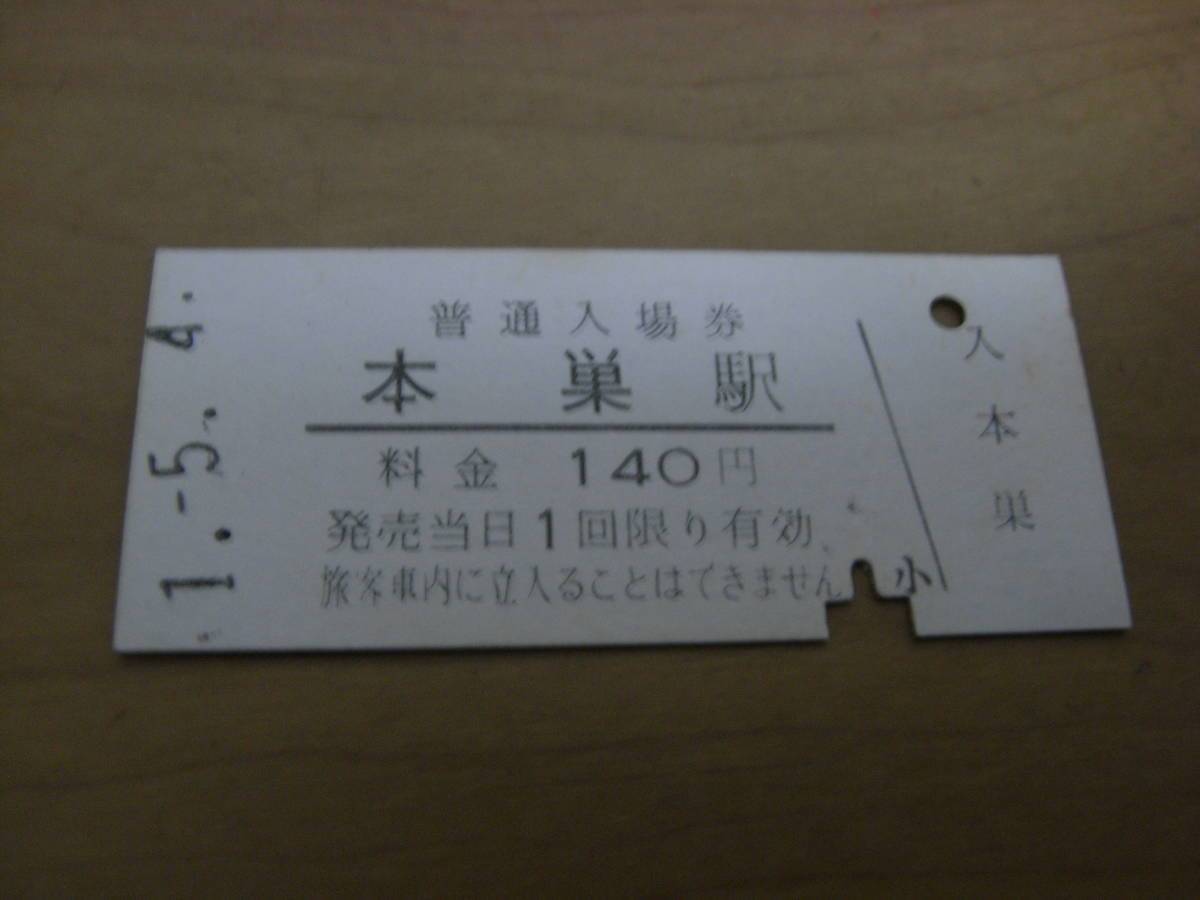 1.-5.-4.
普通入場券
本巣駅
料金 140円
発売当日1回限り有効
旅客車内に立入ることはできません
小
入本巣